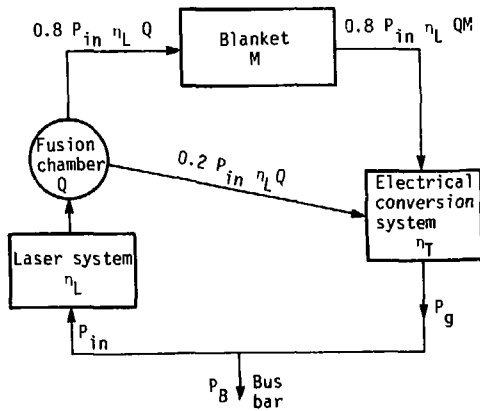 0.8 P_in η_L Q
Blanket
M
0.8 P_in η_L QM
Fusion
chamber
Q
0.2 P_in η_L Q
Electrical
conversion
system
η_T
Laser system
η_L
P_in
P_g
P_B Bus
bar